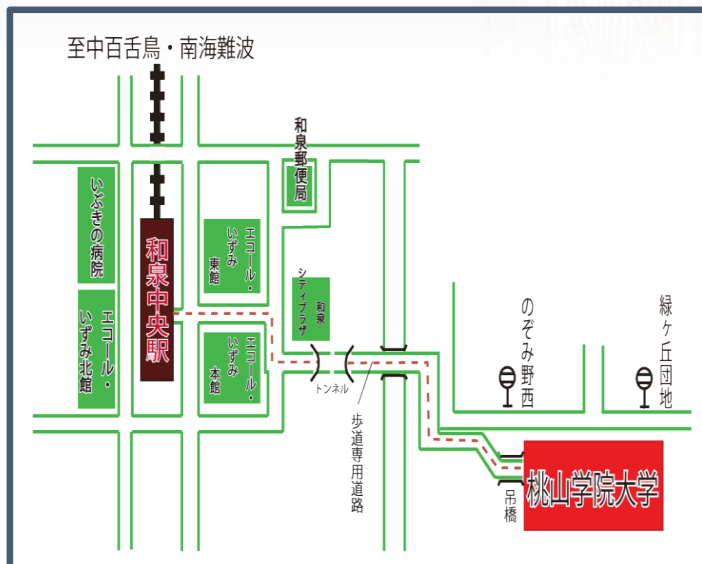 至中百舌鳥・南海難波
和泉郵便局
いぶきの病院
和泉中央駅
エコール・
いずみ
東館
和泉
シティプラザ
エコール・
いずみ北館
エコール・
いずみ
本館
トンネル
歩道専用道路
のぞみ野西
緑ヶ丘団地
吊橋
桃山学院大学